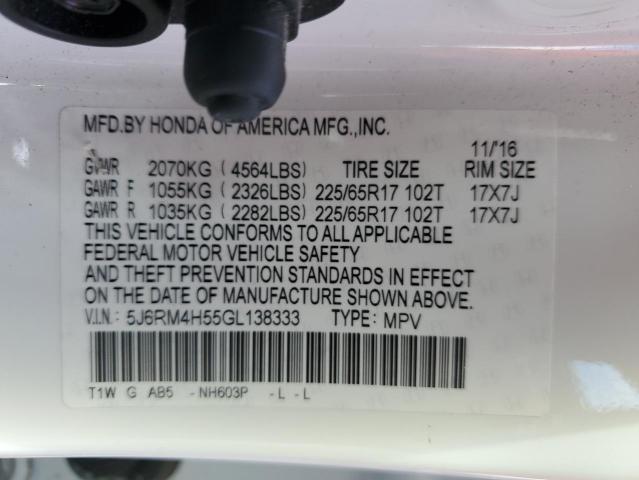 MFD.BY HONDA OF AMERICA MFG.,INC.
11/16
GVWR 2070KG (4564LBS) TIRE SIZE RIM SIZE
GAWR F 1055KG (2326LBS) 225/65R17 102T 17X7J
GAWR R 1035KG (2282LBS) 225/65R17 102T 17X7J
THIS VEHICLE CONFORMS TO ALL APPLICABLE
FEDERAL MOTOR VEHICLE SAFETY
AND THEFT PREVENTION STANDARDS IN EFFECT
ON THE DATE OF MANUFACTURE SHOWN ABOVE.
V.I.N.: 5J6RM4H55GL138333 TYPE: MPV
T1W G AB5 -NH603P -L -L